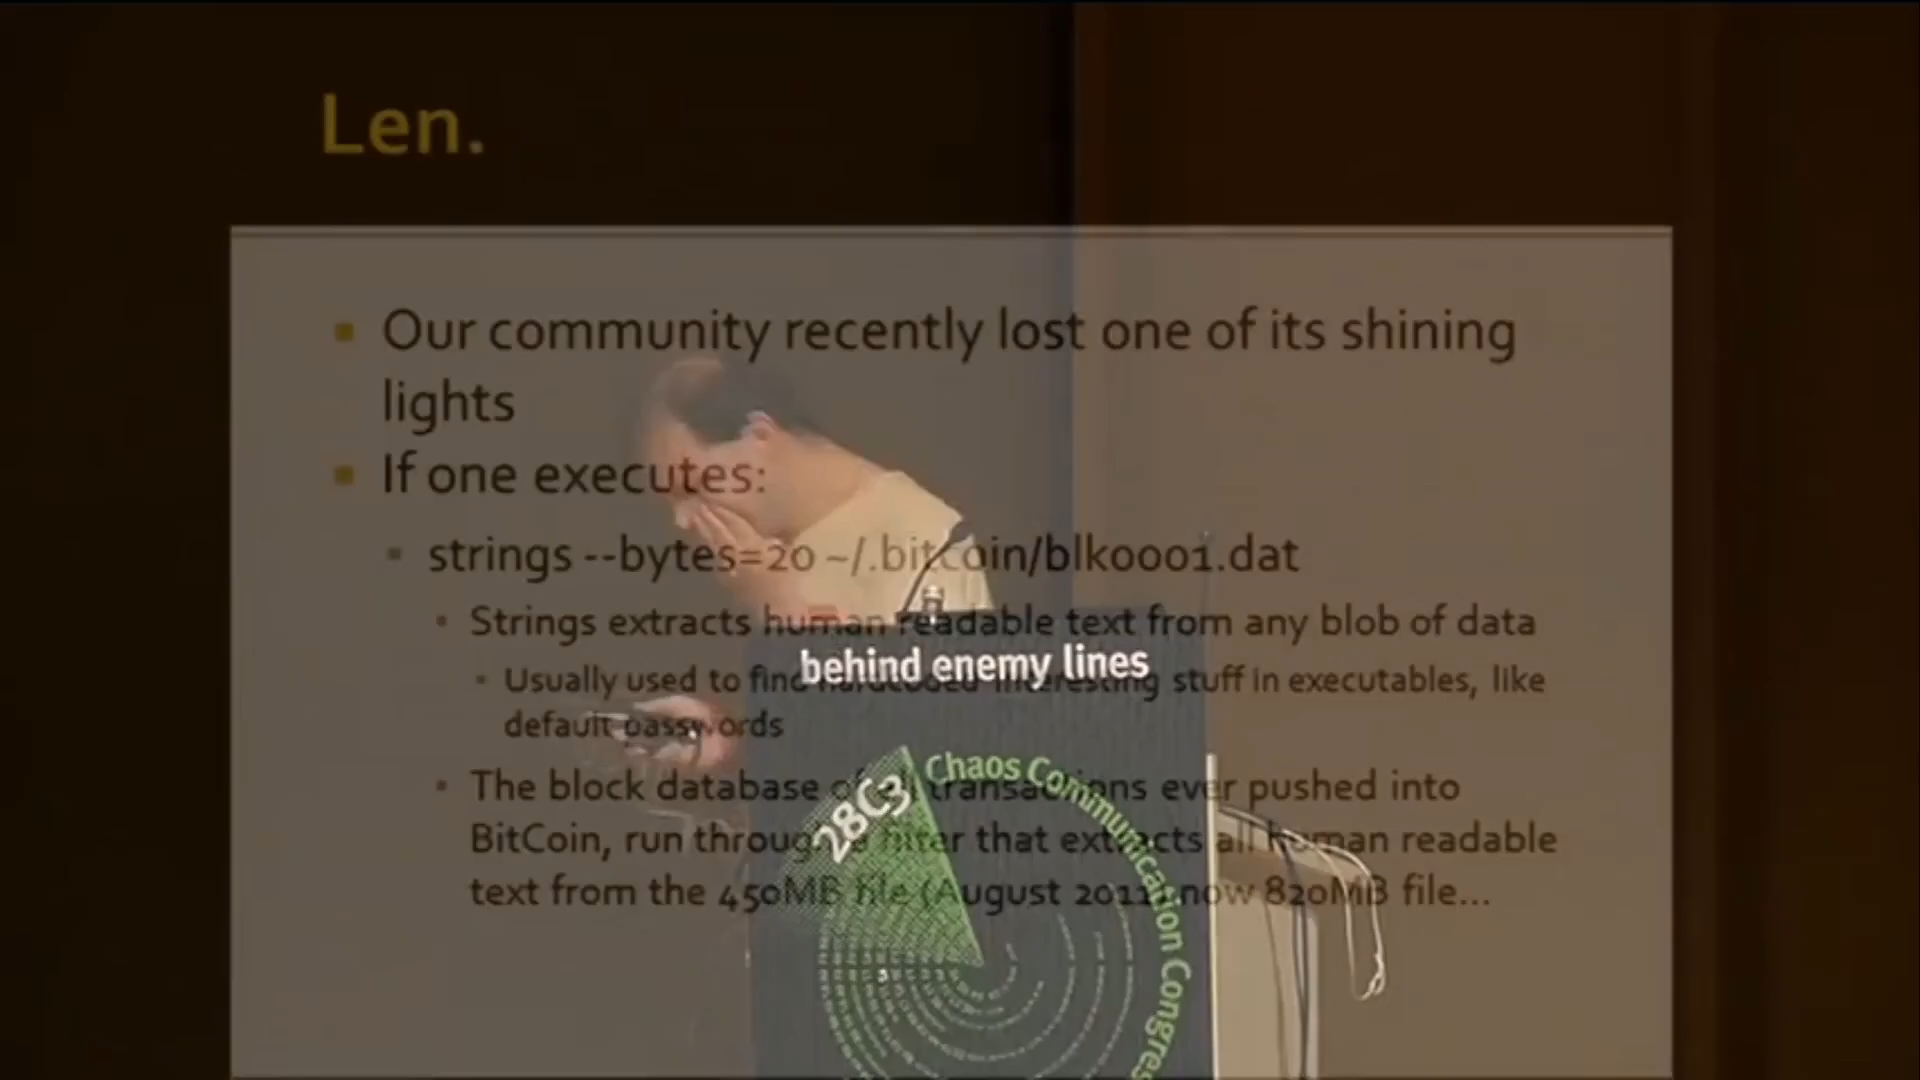 Len.
Our community recently lost one of its shining
lights
If one executes:
strings --bytes=20 ~/.bitcoin/blk0001.dat
Strings extracts human readable text from any blob of data
behind enemy lines
Usually used to find hardcoded interesting stuff in executables, like
default passwords
28C3
Chaos Communication Congres
The block database of all transactions ever pushed into
BitCoin, run through a filter that extracts all human readable
text from the 450MB file (August 2011) now 820MB file...